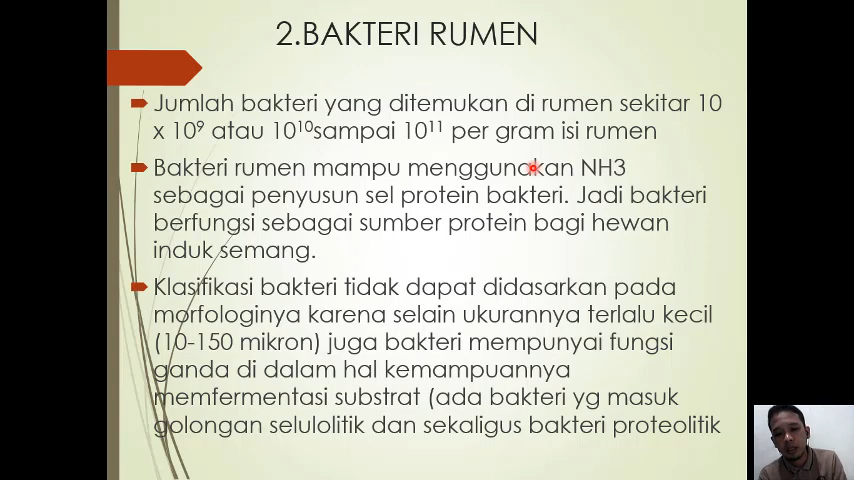 2.BAKTERI RUMEN
Jumlah bakteri yang ditemukan di rumen sekitar 10
x 10⁹ atau 10¹⁰sampai 10¹¹ per gram isi rumen
Bakteri rumen mampu menggunakan NH3
sebagai penyusun sel protein bakteri. Jadi bakteri
berfungsi sebagai sumber protein bagi hewan
induk semang.
Klasifikasi bakteri tidak dapat didasarkan pada
morfologinya karena selain ukurannya terlalu kecil
(10-150 mikron) juga bakteri mempunyai fungsi
ganda di dalam hal kemampuannya
memfermentasi substrat (ada bakteri yg masuk
golongan selulolitik dan sekaligus bakteri proteolitik